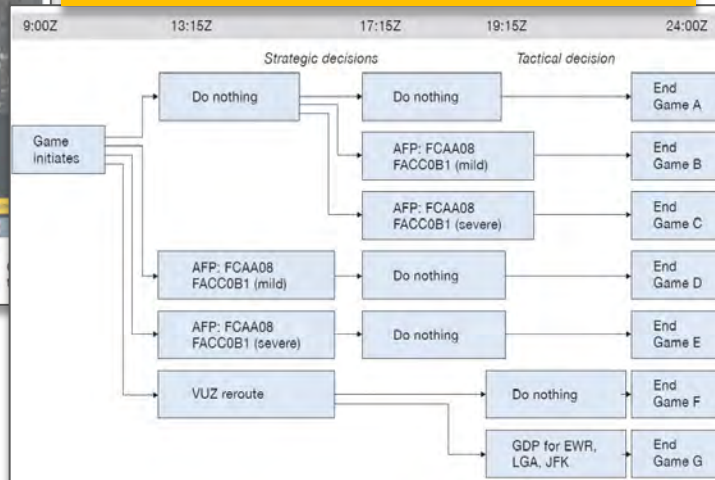 9:00Z 13:15Z 17:15Z 19:15Z 24:00Z
Strategic decisions Tactical decision
Do nothing Do nothing End
Game A
Game
initiates
AFP: FCAA08
FACC0B1 (mild)
End
Game B
AFP: FCAA08
FACC0B1 (severe)
End
Game C
AFP: FCAA08
FACC0B1 (mild)
Do nothing
End
Game D
AFP: FCAA08
FACC0B1 (severe)
Do nothing
End
Game E
VUZ reroute
Do nothing
End
Game F
GDP for EWR,
LGA, JFK
End
Game G